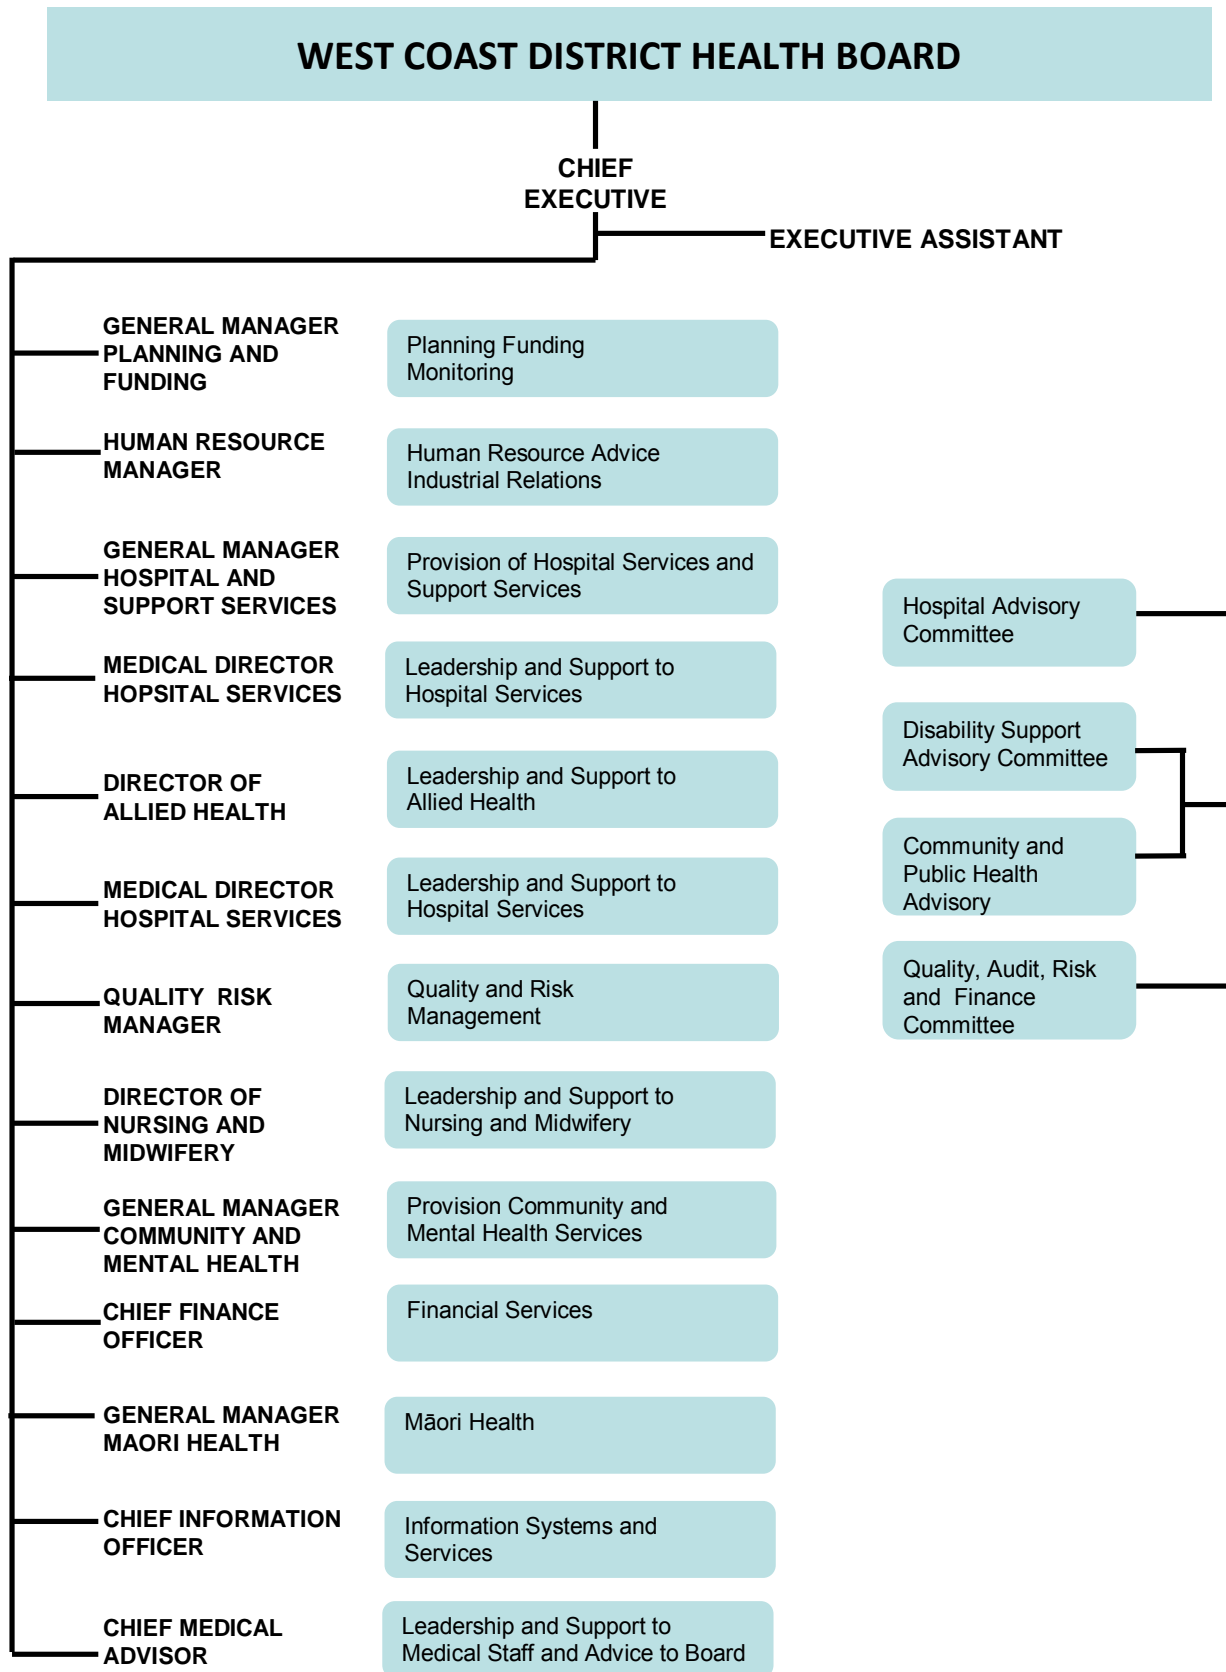 WEST COAST DISTRICT HEALTH BOARD
CHIEF
EXECUTIVE
EXECUTIVE ASSISTANT
GENERAL MANAGER
PLANNING AND
FUNDING
Planning Funding
Monitoring
HUMAN RESOURCE
MANAGER
Human Resource Advice
Industrial Relations
GENERAL MANAGER
HOSPITAL AND
SUPPORT SERVICES
Provision of Hospital Services and
Support Services
MEDICAL DIRECTOR
HOPSITAL SERVICES
Leadership and Support to
Hospital Services
DIRECTOR OF
ALLIED HEALTH
Leadership and Support to
Allied Health
MEDICAL DIRECTOR
HOSPITAL SERVICES
Leadership and Support to
Hospital Services
QUALITY  RISK
MANAGER
Quality and Risk
Management
DIRECTOR OF
NURSING AND
MIDWIFERY
Leadership and Support to
Nursing and Midwifery
GENERAL MANAGER
COMMUNITY AND
MENTAL HEALTH
Provision Community and
Mental Health Services
CHIEF FINANCE
OFFICER
Financial Services
GENERAL MANAGER
MAORI HEALTH
Māori Health
CHIEF INFORMATION
OFFICER
Information Systems and
Services
CHIEF MEDICAL
ADVISOR
Leadership and Support to
Medical Staff and Advice to Board
Hospital Advisory
Committee
Disability Support
Advisory Committee
Community and
Public Health
Advisory
Quality, Audit, Risk
and  Finance
Committee